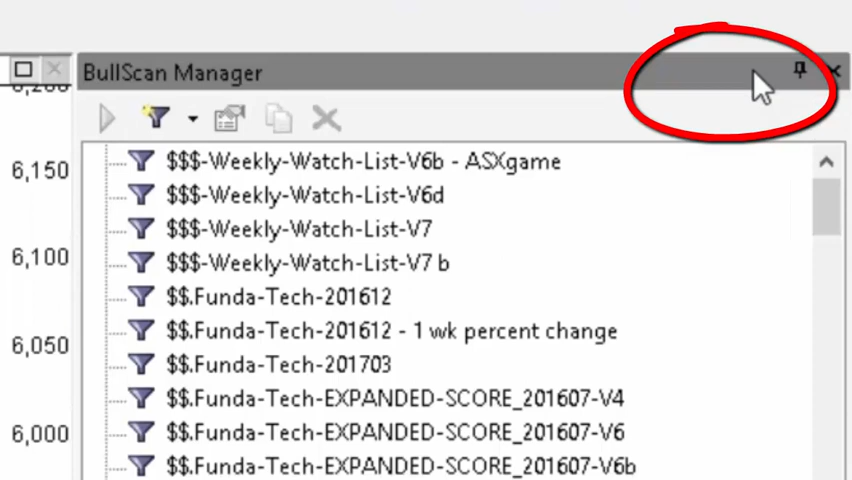 BullScan Manager
6,200
6,150
6,100
6,050
6,000
$$$-Weekly-Watch-List-V6b - ASXgame
$$$-Weekly-Watch-List-V6d
$$$-Weekly-Watch-List-V7
$$$-Weekly-Watch-List-V7 b
$$.Funda-Tech-201612
$$.Funda-Tech-201612 - 1 wk percent change
$$.Funda-Tech-201703
$$.Funda-Tech-EXPANDED-SCORE_201607-V4
$$.Funda-Tech-EXPANDED-SCORE_201607-V6
$$.Funda-Tech-EXPANDED-SCORE_201607-V6b